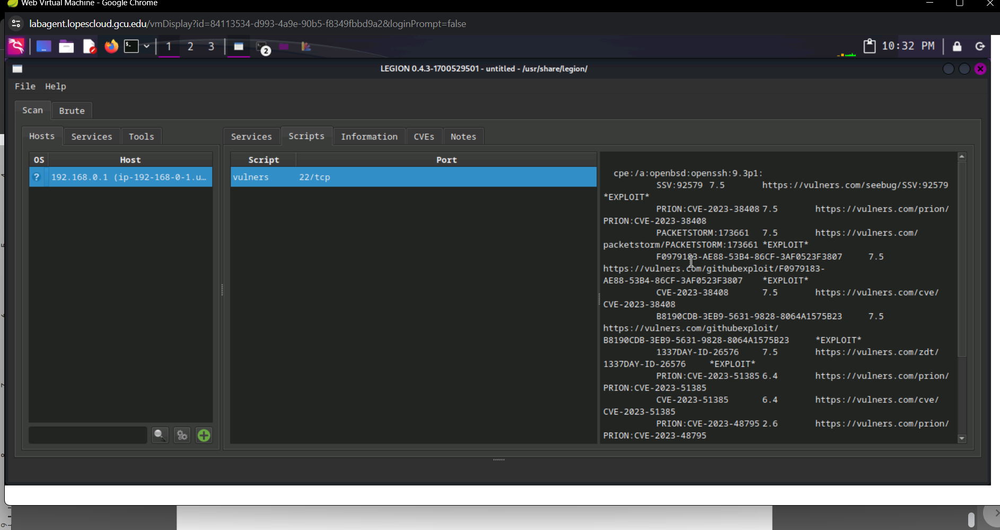 Web Virtual Machine - Google Chrome
labagent.lopescloud.gcu.edu/vmDisplay?id=84113534-d993-4a9e-90b5-f8349fbbd9a2&loginPrompt=false
1 2 3 2 10:32 PM
LEGION 0.4.3-1700529501 - untitled - /usr/share/legion/
File Help
Scan Brute
Hosts Services Tools Services Scripts Information CVEs Notes
OS Host Script Port
? 192.168.0.1 (ip-192-168-0-1.u… vulners 22/tcp
cpe:/a:openbsd:openssh:9.3p1:
SSV:92579 7.5 https://vulners.com/seebug/SSV:92579
*EXPLOIT*
PRION:CVE-2023-38408 7.5 https://vulners.com/prion/
PRION:CVE-2023-38408
PACKETSTORM:173661 7.5 https://vulners.com/
packetstorm/PACKETSTORM:173661 *EXPLOIT*
F0979183-AE88-53B4-86CF-3AF0523F3807 7.5
https://vulners.com/githubexploit/F0979183-
AE88-53B4-86CF-3AF0523F3807 *EXPLOIT*
CVE-2023-38408 7.5 https://vulners.com/cve/
CVE-2023-38408
B8190CDB-3EB9-5631-9828-8064A1575B23 7.5
https://vulners.com/githubexploit/
B8190CDB-3EB9-5631-9828-8064A1575B23 *EXPLOIT*
1337DAY-ID-26576 7.5 https://vulners.com/zdt/
1337DAY-ID-26576 *EXPLOIT*
PRION:CVE-2023-51385 6.4 https://vulners.com/prion/
PRION:CVE-2023-51385
CVE-2023-51385 6.4 https://vulners.com/cve/
CVE-2023-51385
PRION:CVE-2023-48795 2.6 https://vulners.com/prion/
PRION:CVE-2023-48795